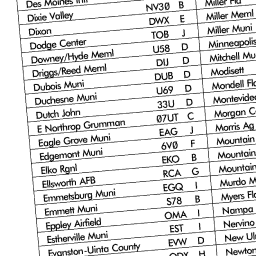 Des Moines Intl
Dixie Valley NV30 B Miller Fld
Dixon DWX E Miller Meml
Dodge Center TOB J Miller Muni
Downey/Hyde Meml U58 D Minneapolis
Driggs/Reed Meml DIJ D Mitchell Mu
Dubois Muni DUB D Modisett
Duchesne Muni U69 D Mondell Fl
Dutch John 33U D Montevide
E Northrop Grumman 07UT C Morgan C
Eagle Grove Muni EAG J Morris Ag
Edgemont Muni 6V0 F Mountain
Elko Rgnl EKO B Mountain
Ellsworth AFB RCA G Mountain
Emmetsburg Muni EGQ I Murdo M
Emmett Muni S78 B Myers Fl
Eppley Airfield OMA I Nampa
Estherville Muni EST I Nervino
Evanston-Uinta County EVW D New Ul
H Newton